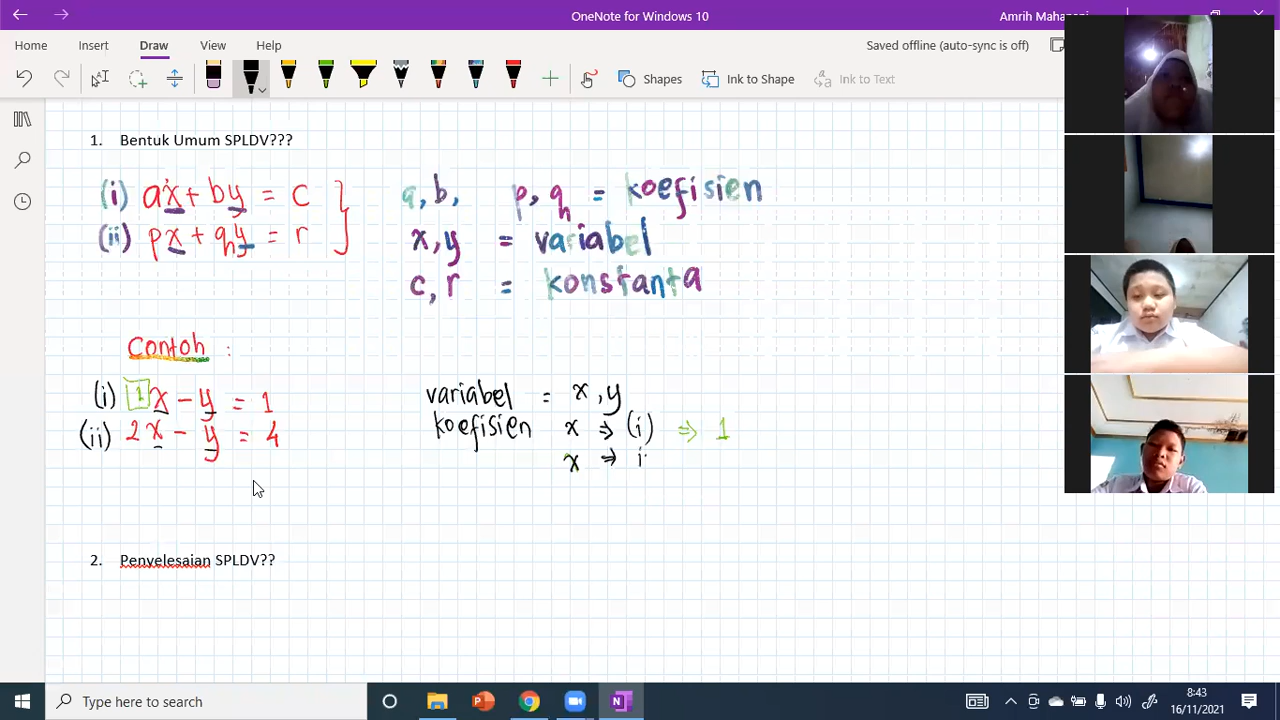 OneNote for Windows 10
Home Insert Draw View Help
Saved offline (auto-sync is off)
Shapes Ink to Shape Ink to Text
1. Bentuk Umum SPLDV???
(i) ax + by = c
(ii) px + qy = r
a, b, p, q = koefisien
x, y = variabel
c, r = konstanta
Contoh :
(i) 1x - y = 1
(ii) 2x - y = 4
variabel = x, y
koefisien x ⇒ (i) ⇒ 1
x ⇒ i
2. Penyelesaian SPLDV??
Type here to search
8:43
16/11/2021